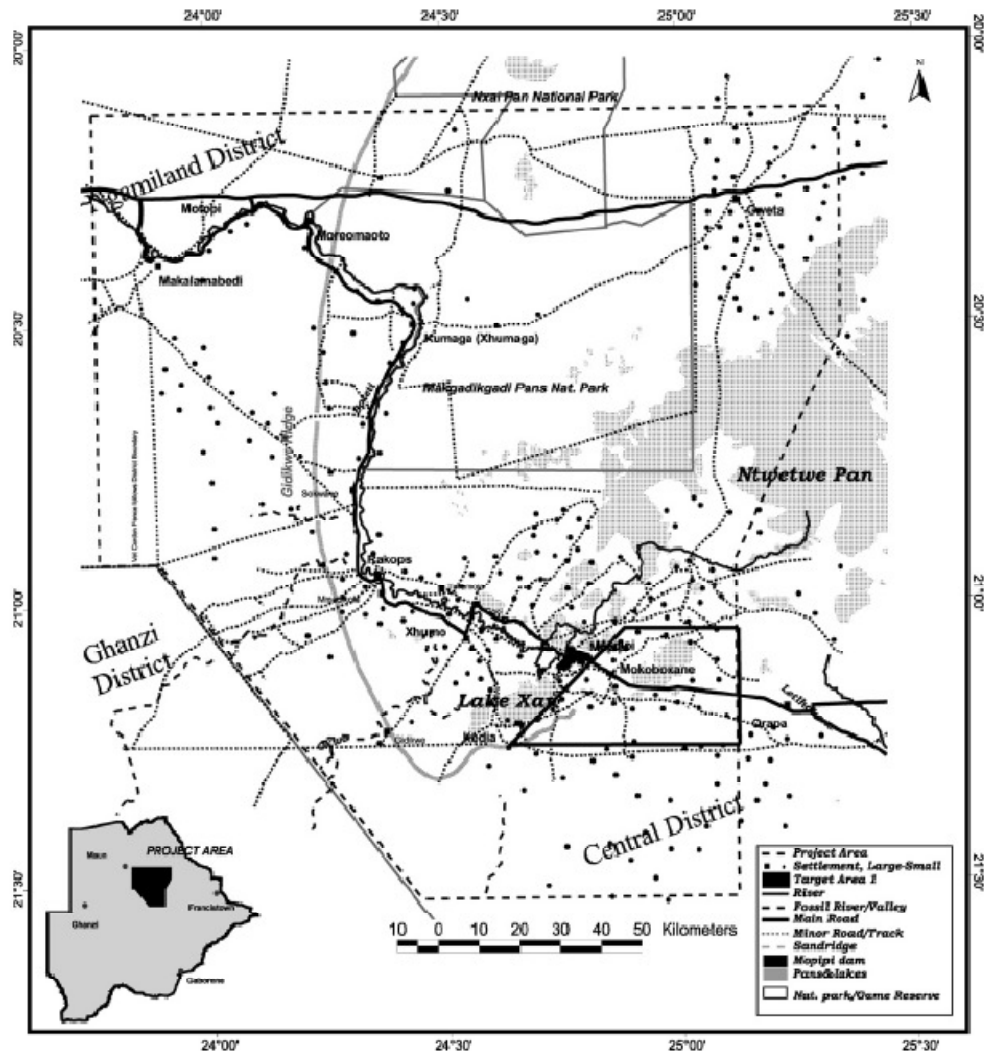 24°00'
24°30'
25°00'
25°30'
20°00'
20°00'
N
Nxai Pan National Park
Ngamiland District
Motopi
Moreomaoto
Gweta
Makalamabedi
20°30'
20°30'
Kumaga (Xhumaga)
Makgadikgadi Pans Nat. Park
Gidikwe Ridge
Ntwetwe Pan
Rakops
21°00'
21°00'
Xhumo
Ghanzi
District
Mopipi
Mokoboxane
Lake Xau
Orapa
Kedia
Central District
21°30'
21°30'
PROJECT AREA
Maun
Francistown
Ghanzi
Gaborone
10 0 10 20 30 40 50 Kilometers
Project Area
Settlement, Large-Small
Target Area 1
River
Fossil River/Valley
Main Road
Minor Road/Track
Sandridge
Mopipi dam
Pans&lakes
Nat. park/Game Reserve
24°00'
24°30'
25°00'
25°30'